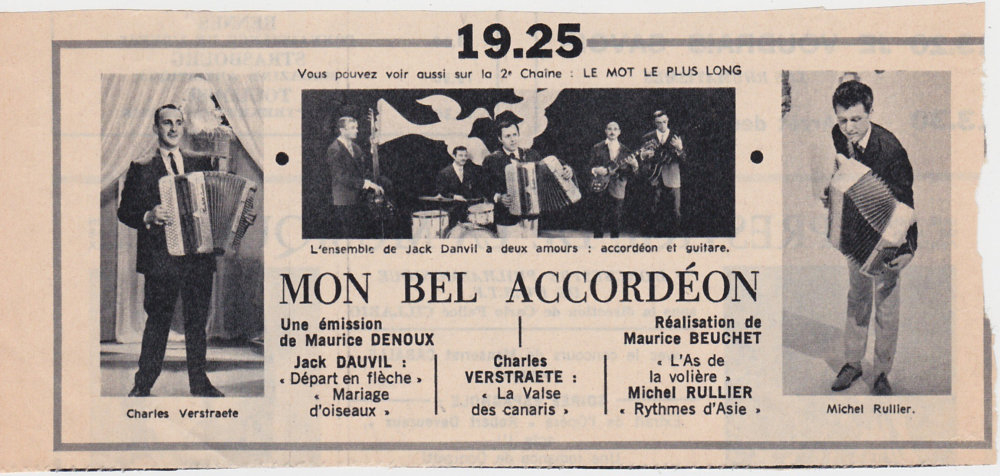 19.25
Vous pouvez voir aussi sur la 2e Chaîne : LE MOT LE PLUS LONG
L'ensemble de Jack Danvil a deux amours : accordéon et guitare.
MON BEL ACCORDÉON
Une émission
de Maurice DENOUX
Réalisation de
Maurice BEUCHET
Jack DAUVIL :
« Départ en flèche »
« Mariage
d'oiseaux »
Charles
VERSTRAETE :
« La Valse
des canaris »
« L'As de
la volière »
Michel RULLIER
« Rythmes d'Asie »
Charles Verstraete
Michel Rullier.